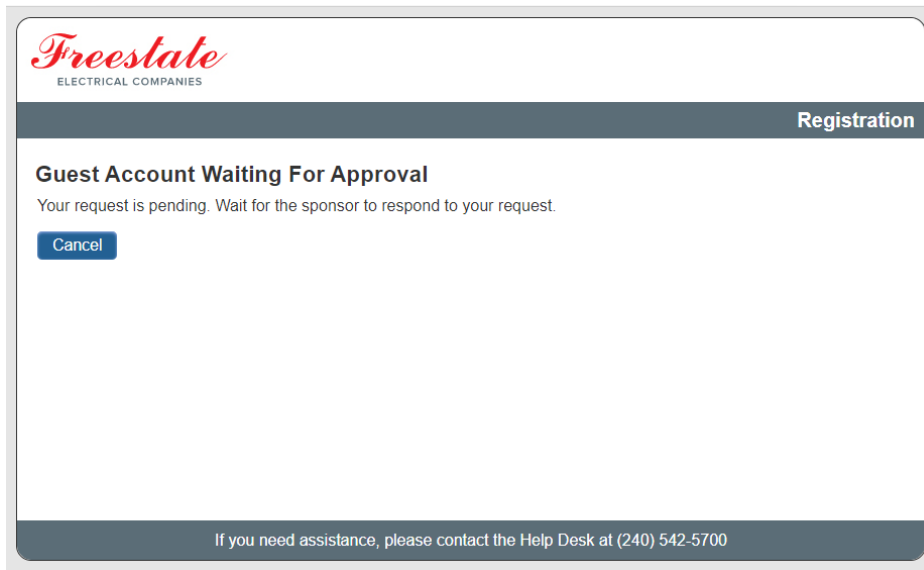 Freestate
ELECTRICAL COMPANIES
Registration
Guest Account Waiting For Approval
Your request is pending. Wait for the sponsor to respond to your request.
Cancel
If you need assistance, please contact the Help Desk at (240) 542-5700